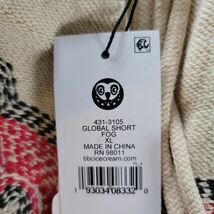 431-3105
GLOBAL SHORT
FOG
XL
MADE IN CHINA
RN 98011
bbcicecream.com
1 93034 08332 0